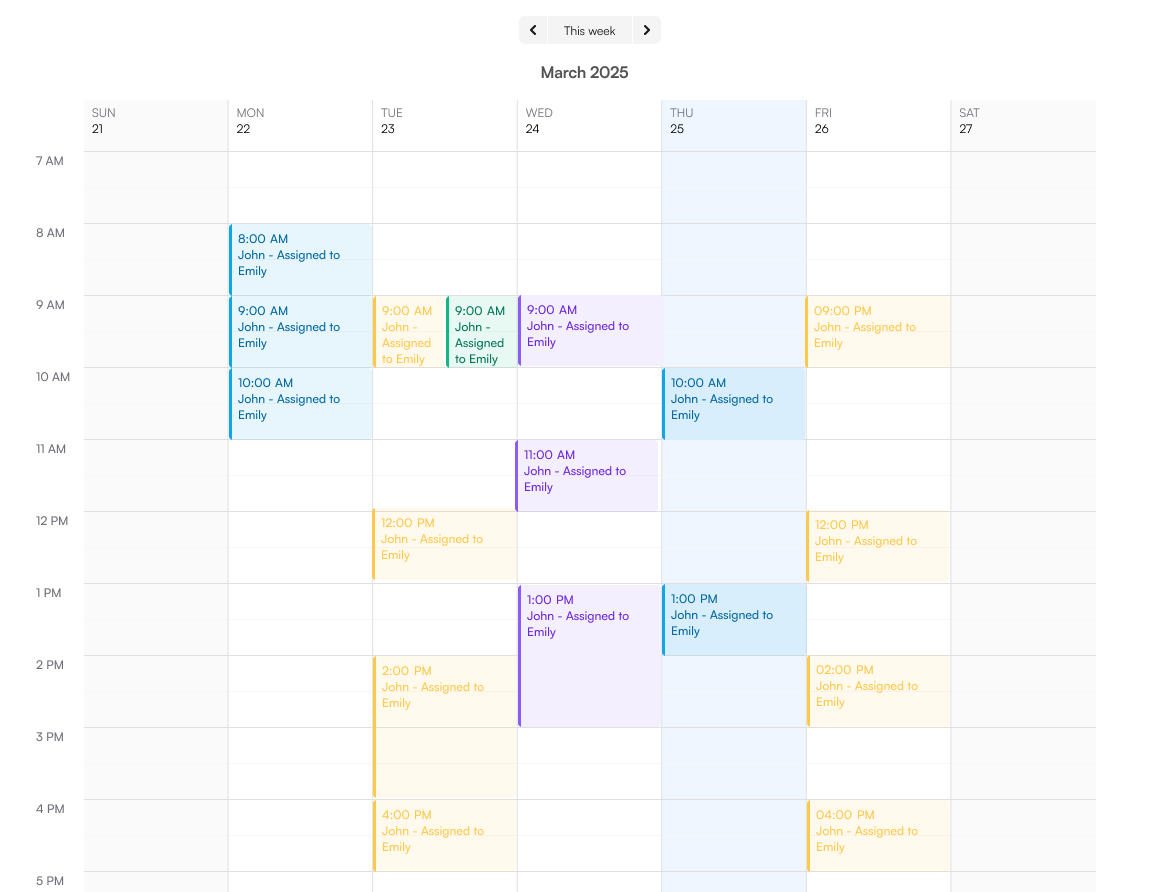 This week
March 2025
SUN
21
MON
22
TUE
23
WED
24
THU
25
FRI
26
SAT
27
7 AM
8 AM
8:00 AM
John - Assigned to
Emily
9 AM
9:00 AM
John - Assigned to
Emily
9:00 AM
John -
Assigned
to Emily
9:00 AM
John -
Assigned
to Emily
9:00 AM
John - Assigned to
Emily
09:00 PM
John - Assigned to
Emily
10 AM
10:00 AM
John - Assigned to
Emily
10:00 AM
John - Assigned to
Emily
11 AM
11:00 AM
John - Assigned to
Emily
12 PM
12:00 PM
John - Assigned to
Emily
12:00 PM
John - Assigned to
Emily
1 PM
1:00 PM
John - Assigned to
Emily
1:00 PM
John - Assigned to
Emily
2 PM
2:00 PM
John - Assigned to
Emily
02:00 PM
John - Assigned to
Emily
3 PM
4 PM
4:00 PM
John - Assigned to
Emily
04:00 PM
John - Assigned to
Emily
5 PM